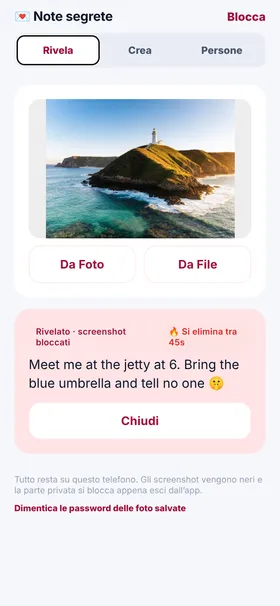 💌 Note segrete
Blocca
Rivela
Crea
Persone
Da Foto
Da File
Rivelato · screenshot
bloccati
🔥 Si elimina tra
45s
Meet me at the jetty at 6. Bring the
blue umbrella and tell no one 🤫
Chiudi
Tutto resta su questo telefono. Gli screenshot vengono neri e
la parte privata si blocca appena esci dall'app.
Dimentica le password delle foto salvate